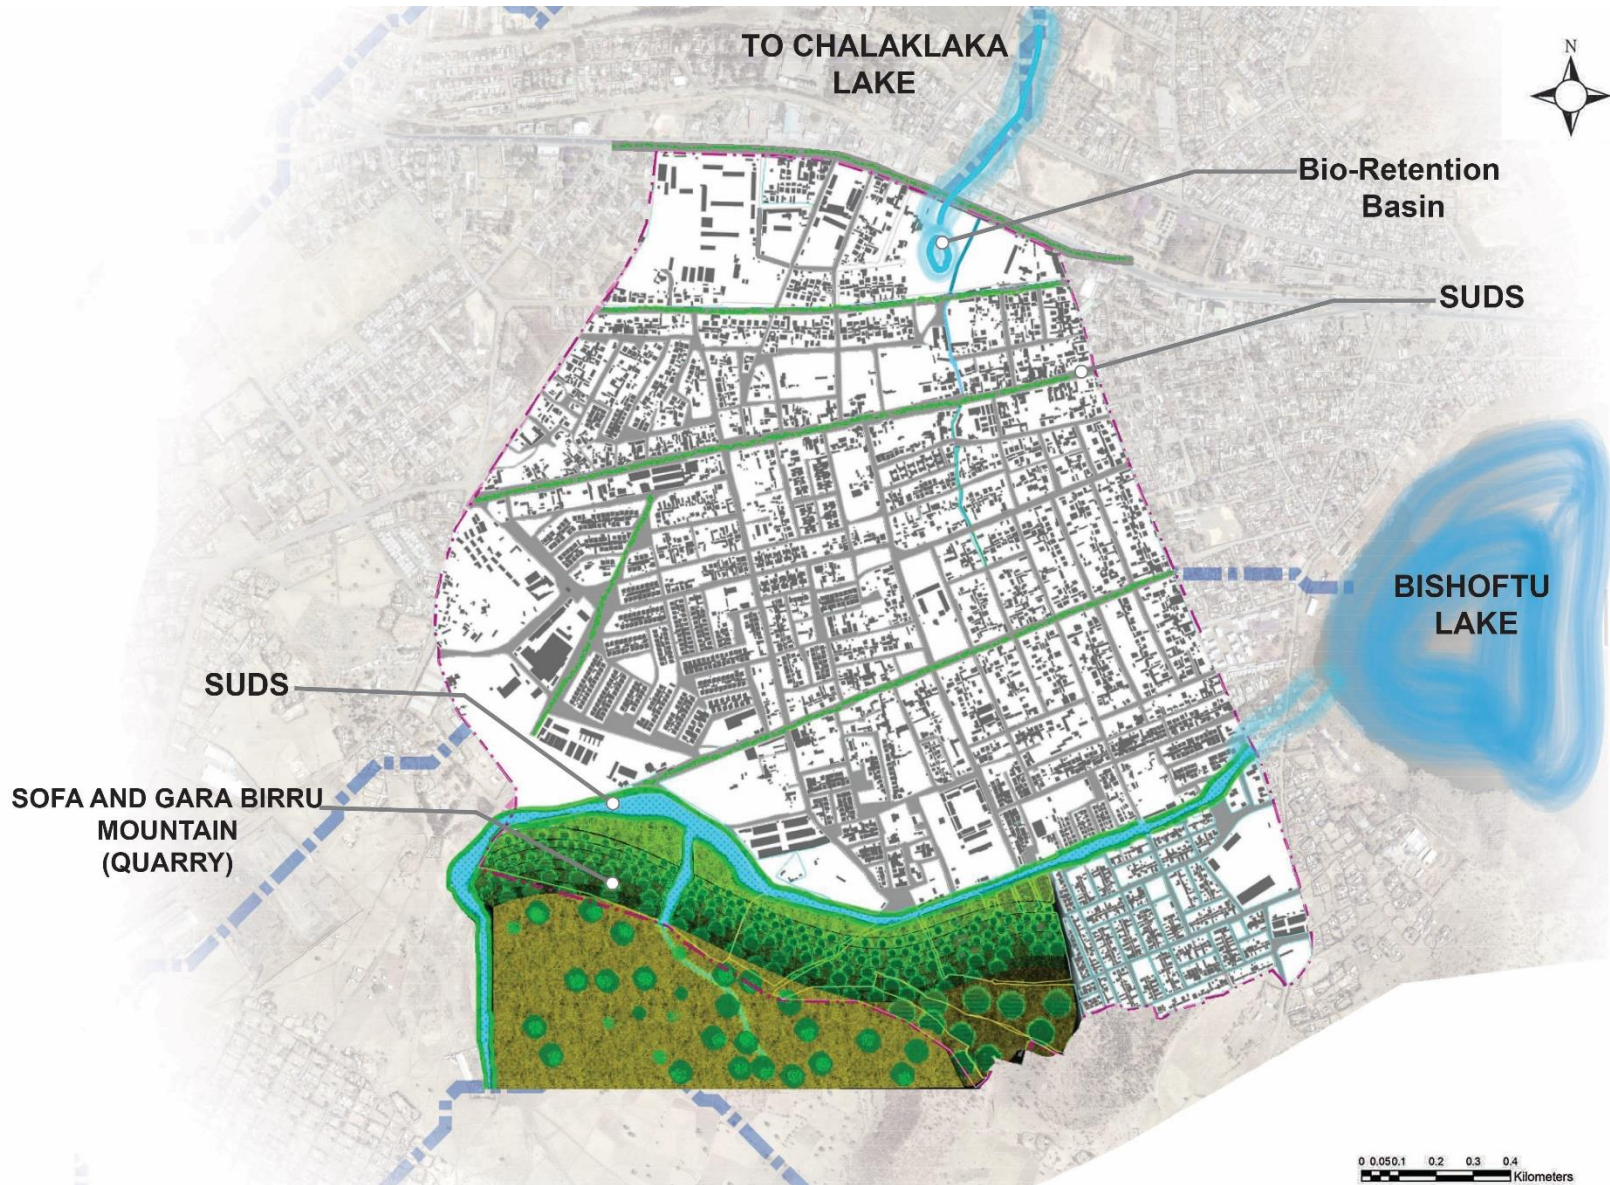 TO CHALAKLAKA
LAKE
N
Bio-Retention
Basin
SUDS
BISHOFTU
LAKE
SUDS
SOFA AND GARA BIRRU
MOUNTAIN
(QUARRY)
0 0.050.1 0.2 0.3 0.4
Kilometers